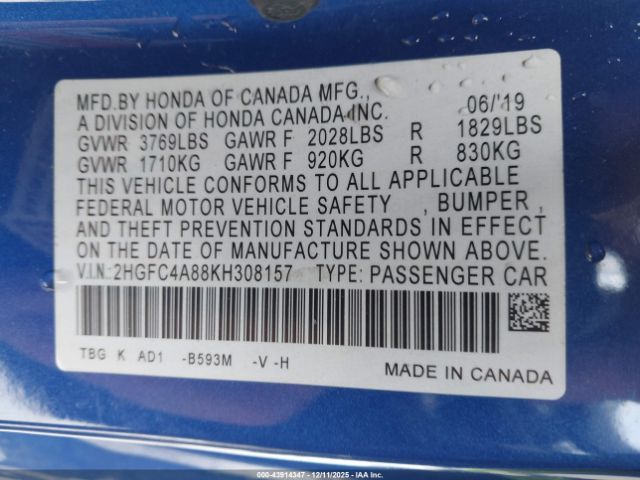 MFD.BY HONDA OF CANADA MFG., 06/'19
A DIVISION OF HONDA CANADA INC.
GVWR 3769LBS GAWR F 2028LBS R 1829LBS
GVWR 1710KG GAWR F 920KG R 830KG
THIS VEHICLE CONFORMS TO ALL APPLICABLE
FEDERAL MOTOR VEHICLE SAFETY , BUMPER ,
AND THEFT PREVENTION STANDARDS IN EFFECT
ON THE DATE OF MANUFACTURE SHOWN ABOVE.
V.I.N:2HGFC4A88KH308157 TYPE: PASSENGER CAR
TBG K AD1 -B593M -V -H
MADE IN CANADA
000-43914347 - 12/11/2025 - IAA Inc.